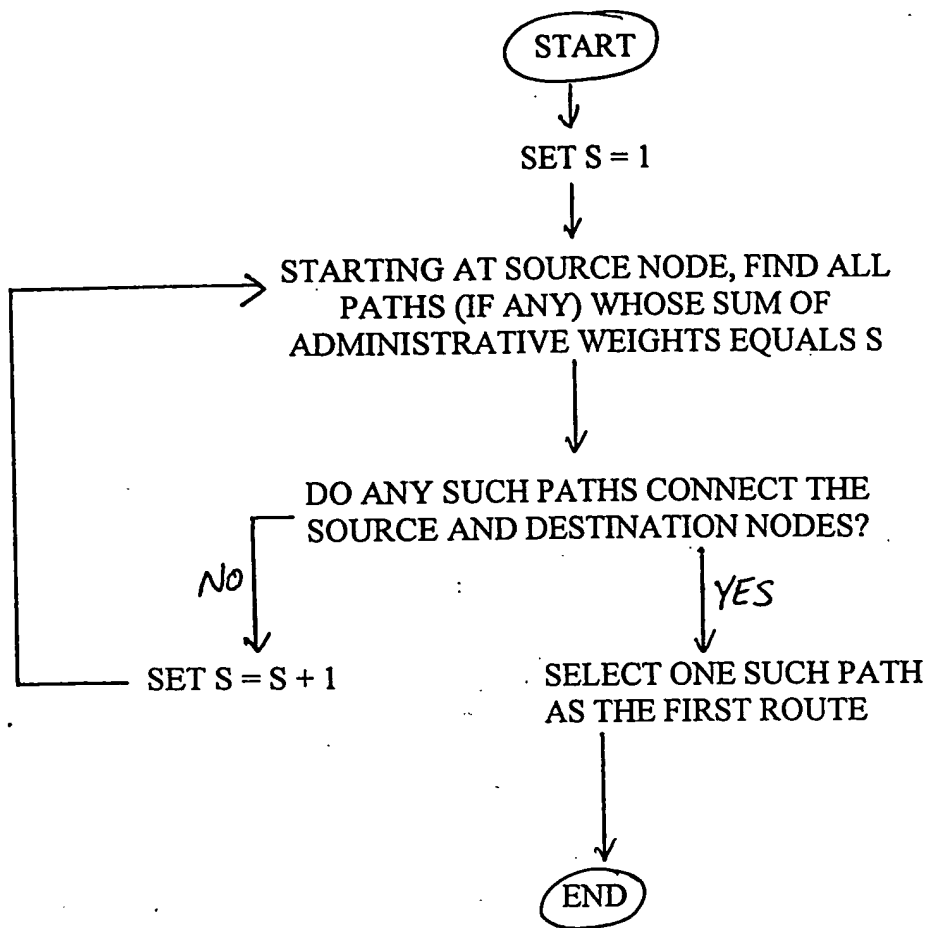 START
SET S = 1
STARTING AT SOURCE NODE, FIND ALL
PATHS (IF ANY) WHOSE SUM OF
ADMINISTRATIVE WEIGHTS EQUALS S
DO ANY SUCH PATHS CONNECT THE
SOURCE AND DESTINATION NODES?
NO
YES
SET S = S + 1
SELECT ONE SUCH PATH
AS THE FIRST ROUTE
END